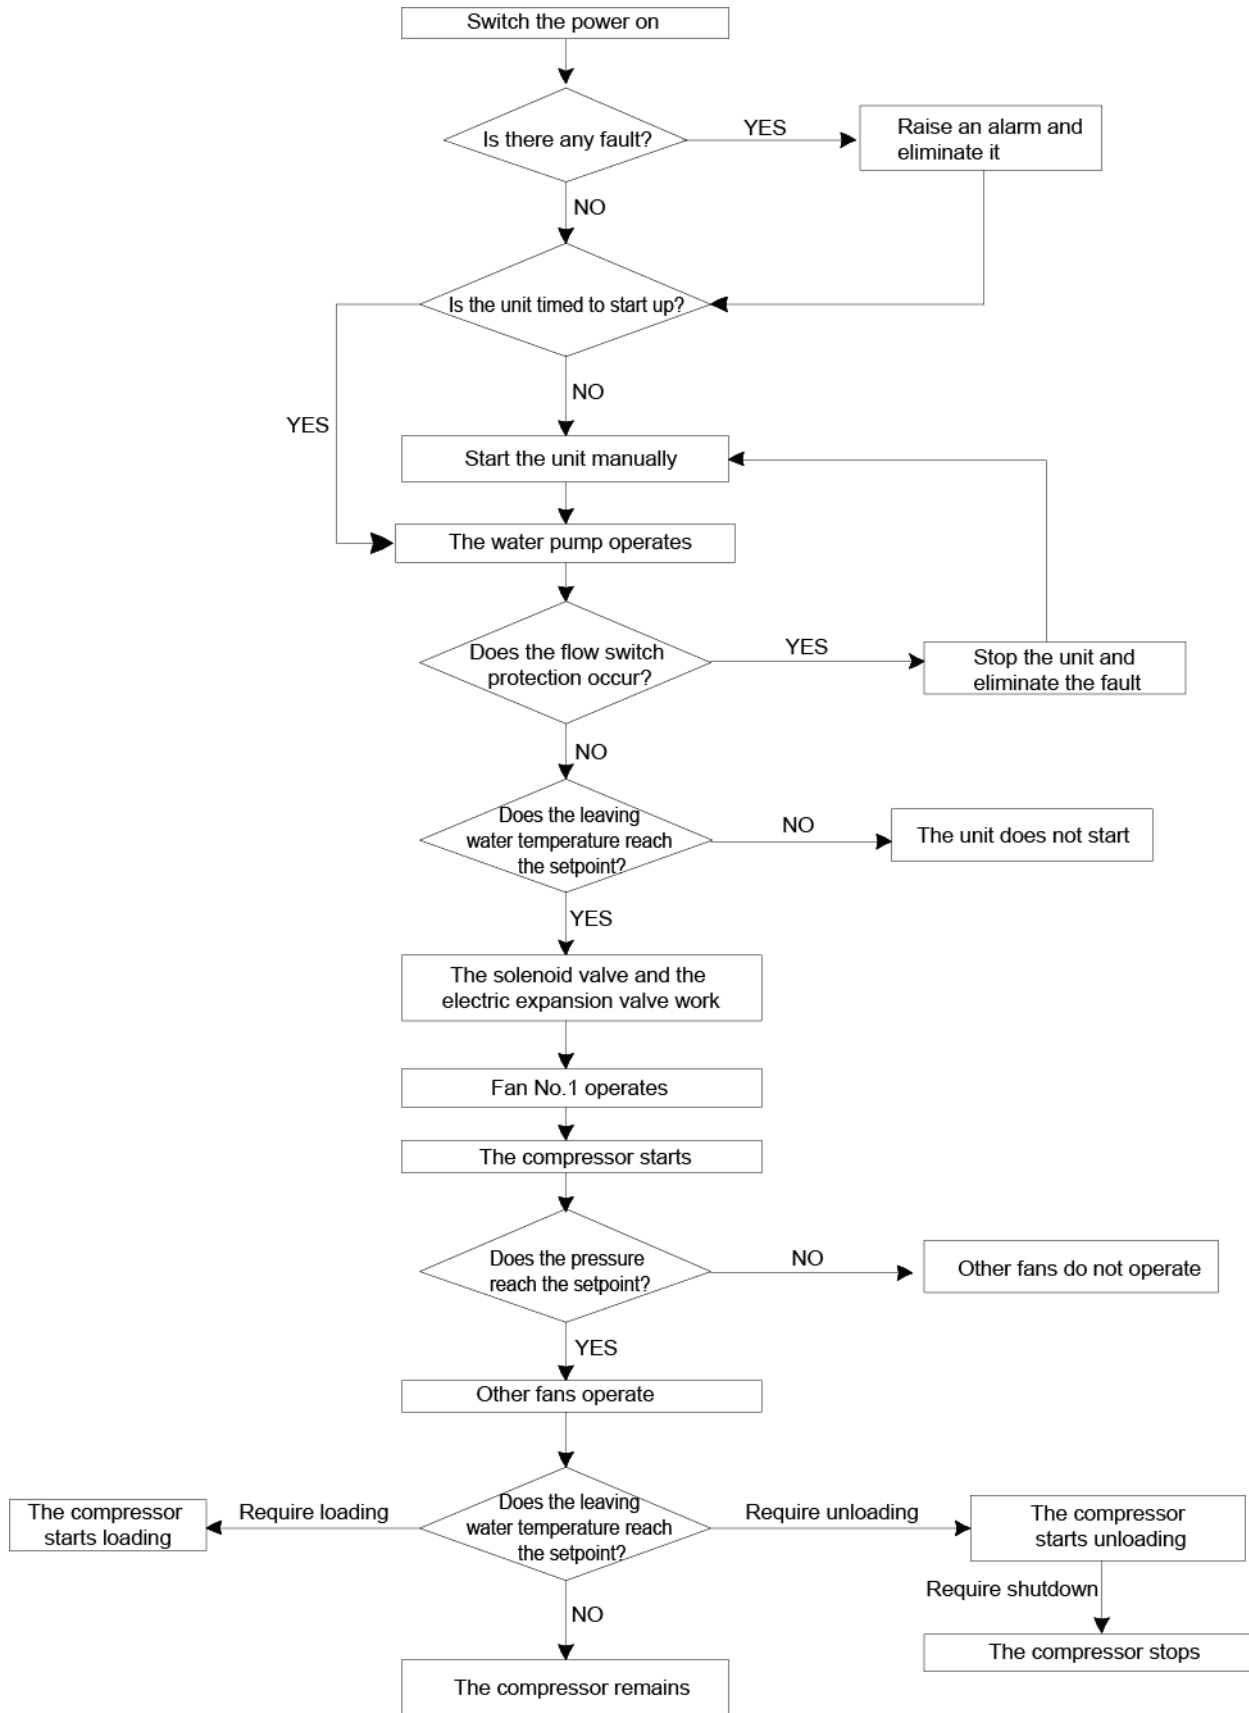 Switch the power on
Is there any fault?
YES
Raise an alarm and
eliminate it
NO
Is the unit timed to start up?
NO
YES
Start the unit manually
The water pump operates
Does the flow switch
protection occur?
YES
Stop the unit and
eliminate the fault
NO
Does the leaving
water temperature reach
the setpoint?
NO
The unit does not start
YES
The solenoid valve and the
electric expansion valve work
Fan No.1 operates
The compressor starts
Does the pressure
reach the setpoint?
NO
Other fans do not operate
YES
Other fans operate
The compressor
starts loading
Require loading
Does the leaving
water temperature reach
the setpoint?
Require unloading
The compressor
starts unloading
Require shutdown
NO
The compressor stops
The compressor remains